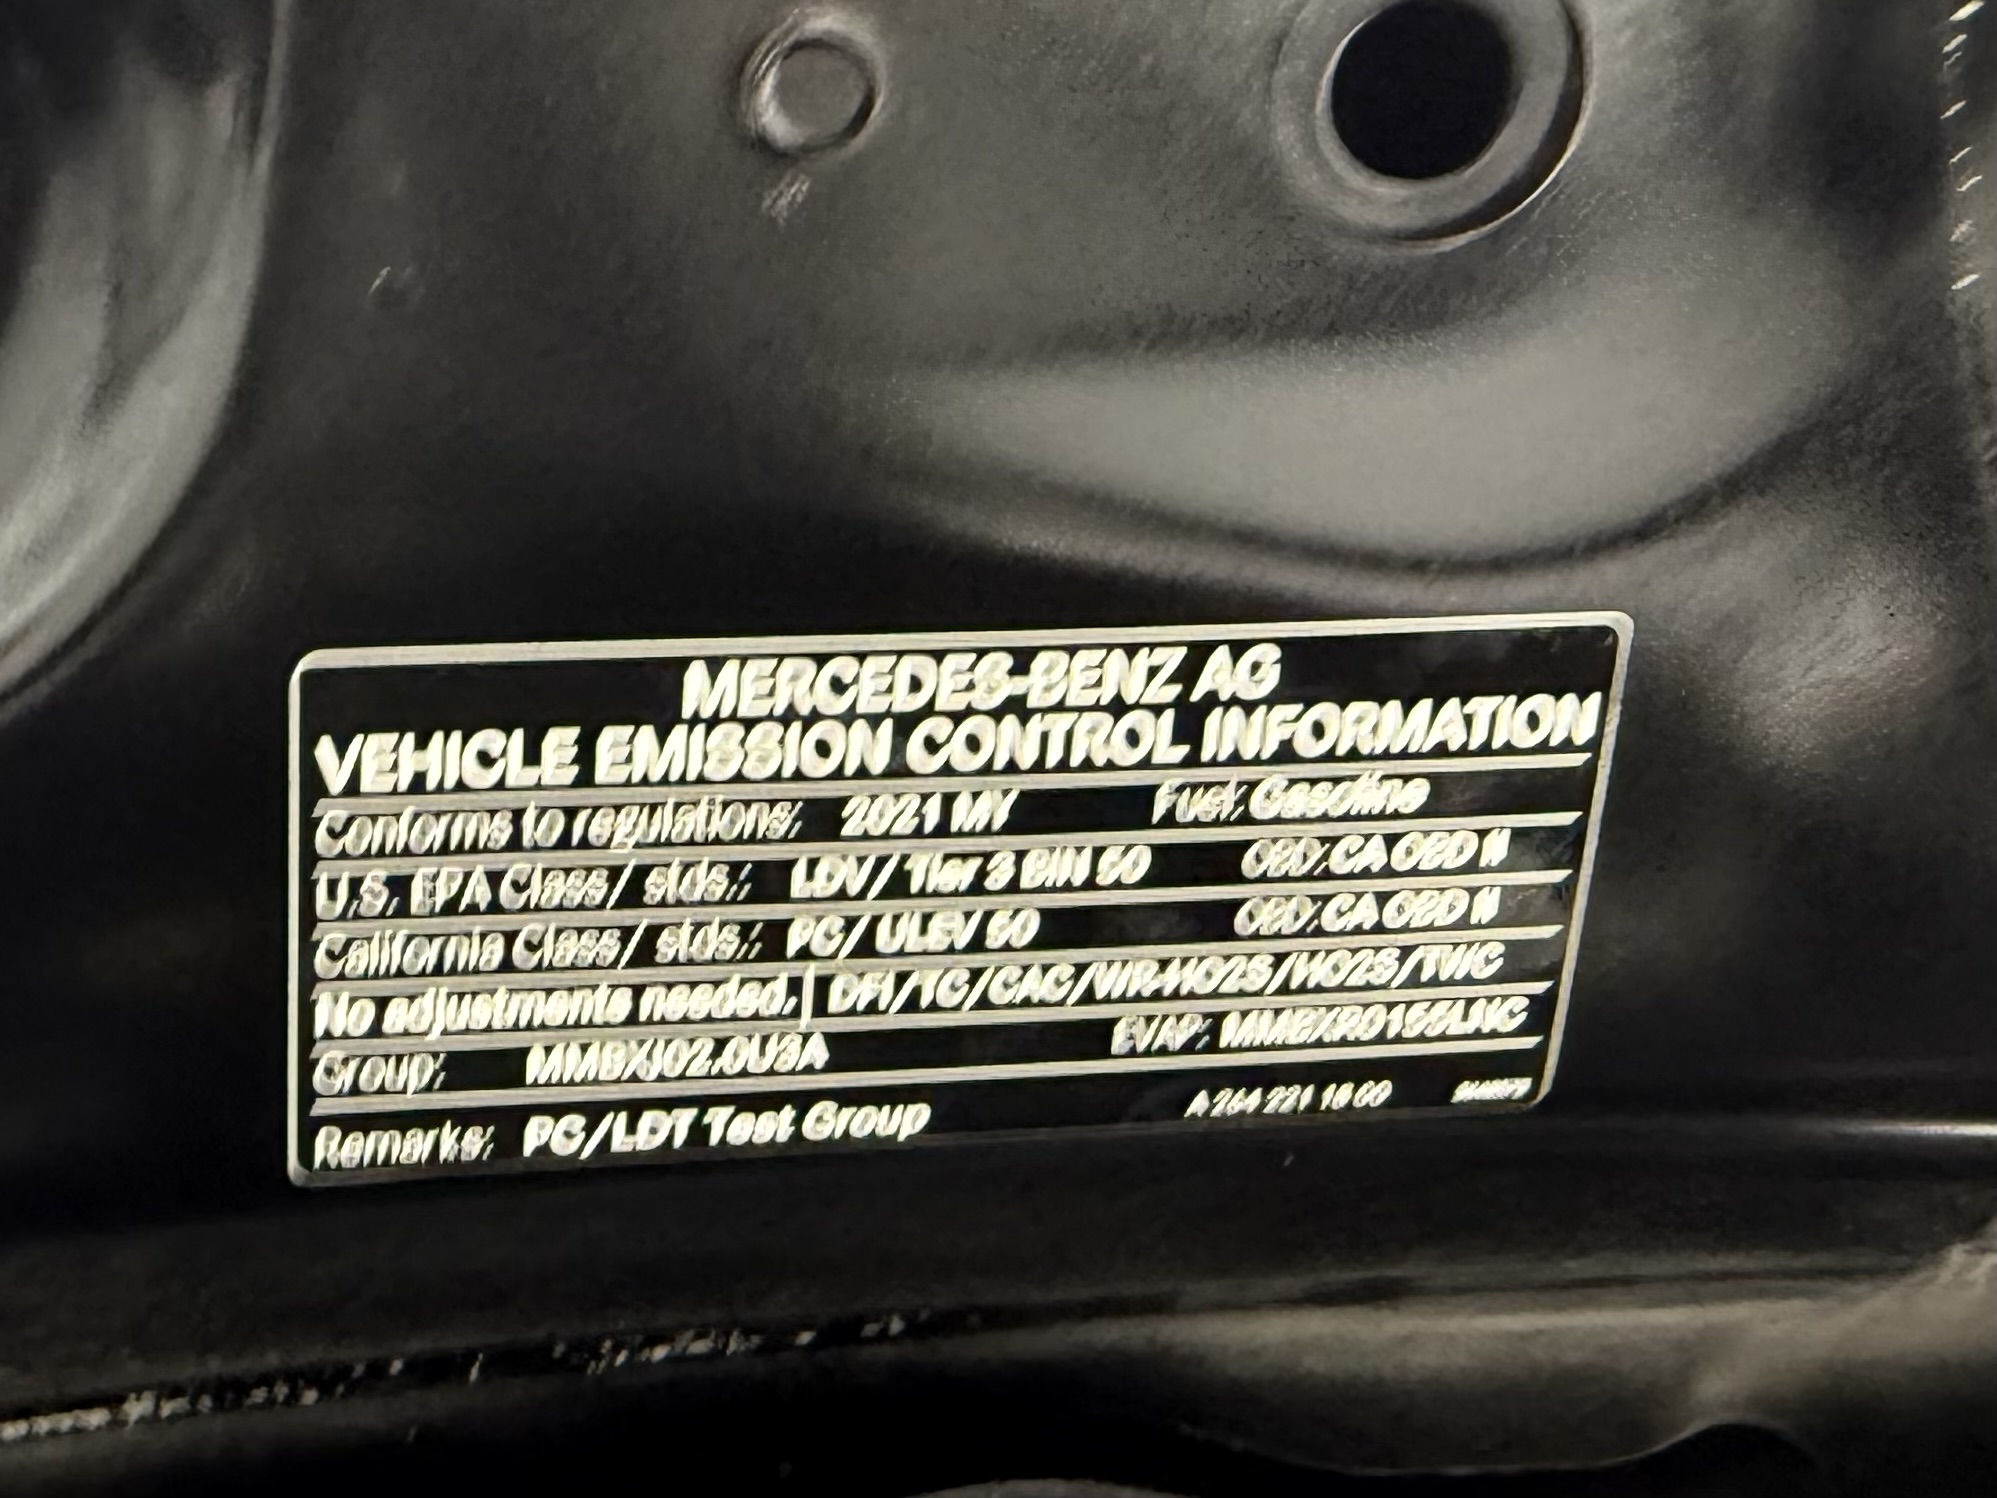 MERCEDES-BENZ AG
VEHICLE EMISSION CONTROL INFORMATION
Conforms to regulations: 2021 MY Fuel: Gasoline
U.S. EPA Class/ stds.: LDV/ Tier 3 BIN 50 OBD: CA OBD II
California Class/ stds.: PC/ ULEV 50 OBD: CA OBD II
No adjustments needed. DFI/TC/CAC/WR-HO2S/HO2S/TWC
Group: MMBXJ02.0U3A EVAP: MMBXR0155LNC
Remarks: PC/LDT Test Group A 264 221 18 00